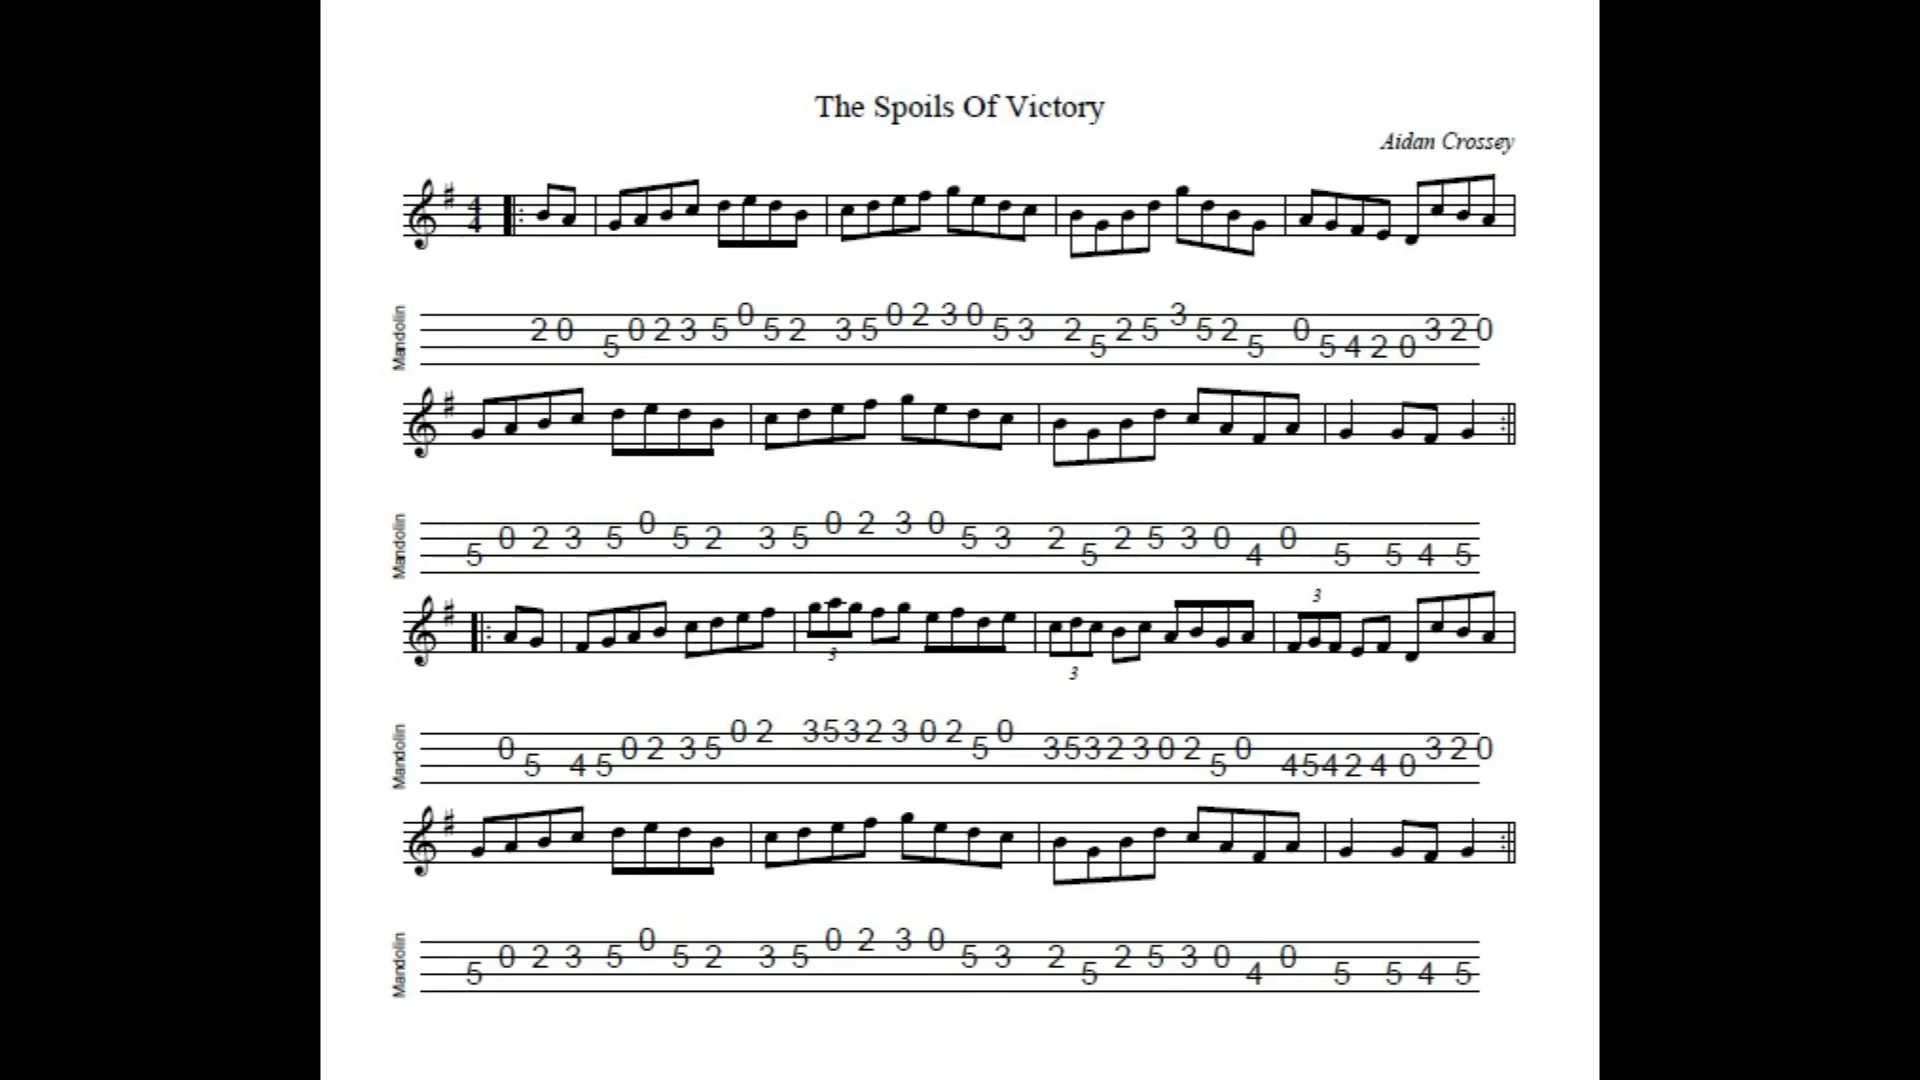 The Spoils Of Victory
Aidan Crossey
4
4
Mandolin 2 0 5 0 2 3 5 0 5 2 3 5 0 2 3 0 5 3 2 5 2 5 3 5 2 5 0 5 4 2 0 3 2 0
Mandolin 5 0 2 3 5 0 5 2 3 5 0 2 3 0 5 3 2 5 2 5 3 0 4 0 5 5 4 5
3
3 3
Mandolin 0 5 4 5 0 2 3 5 0 2 3 5 3 2 3 0 2 5 0 3 5 3 2 3 0 2 5 0 4 5 4 2 4 0 3 2 0
Mandolin 5 0 2 3 5 0 5 2 3 5 0 2 3 0 5 3 2 5 2 5 3 0 4 0 5 5 4 5